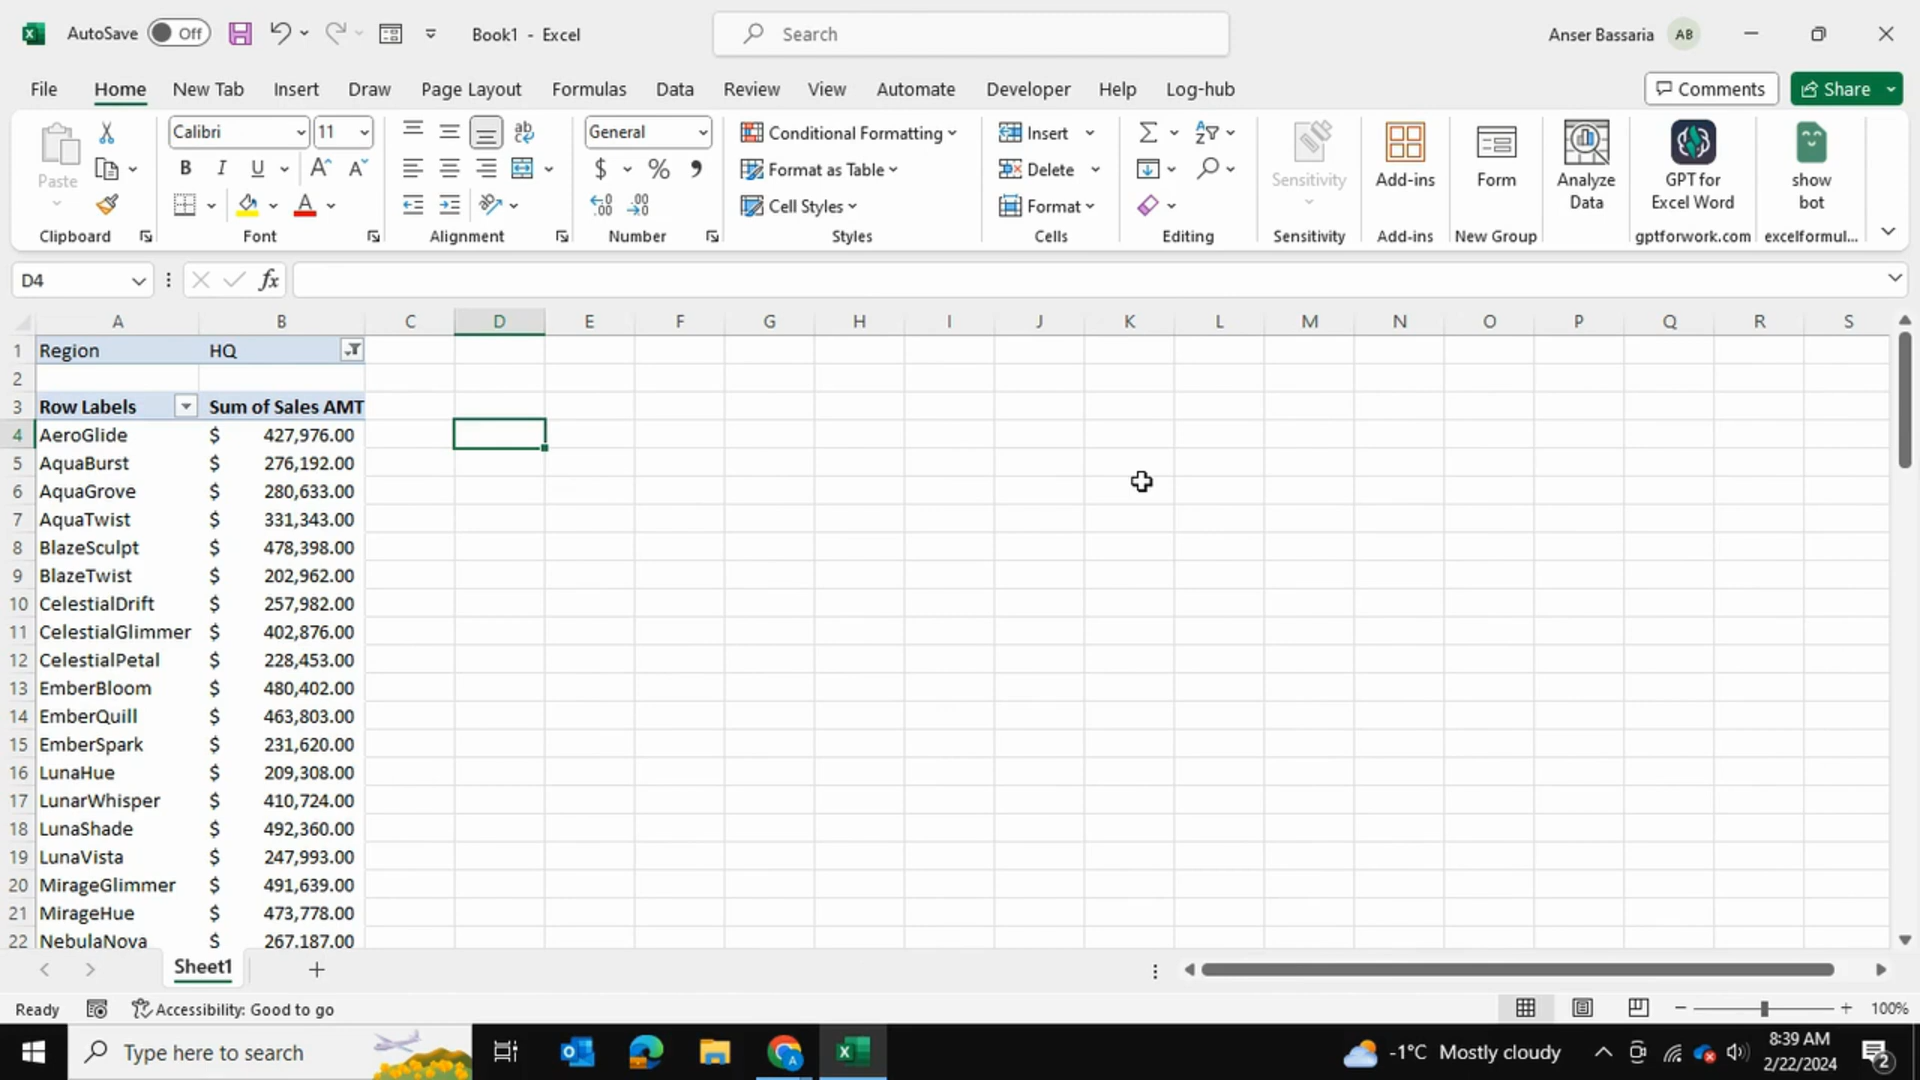 AutoSave Off Book1 - Excel Search Anser Bassaria AB
File Home New Tab Insert Draw Page Layout Formulas Data Review View Automate Developer Help Log-hub Comments Share
Calibri 11 General Conditional Formatting Insert
Paste B I U $ % Format as Table Delete Sensitivity Add-ins Form Analyze Data GPT for Excel Word show bot
Cell Styles Format
Clipboard Font Alignment Number Styles Cells Editing Sensitivity Add-ins New Group gptforwork.com excelformul...
D4 fx
A B C D E F G H I J K L M N O P Q R S
1 Region HQ
2
3 Row Labels Sum of Sales AMT
4 AeroGlide $ 427,976.00
5 AquaBurst $ 276,192.00
6 AquaGrove $ 280,633.00
7 AquaTwist $ 331,343.00
8 BlazeSculpt $ 478,398.00
9 BlazeTwist $ 202,962.00
10 CelestialDrift $ 257,982.00
11 CelestialGlimmer $ 402,876.00
12 CelestialPetal $ 228,453.00
13 EmberBloom $ 480,402.00
14 EmberQuill $ 463,803.00
15 EmberSpark $ 231,620.00
16 LunaHue $ 209,308.00
17 LunarWhisper $ 410,724.00
18 LunaShade $ 492,360.00
19 LunaVista $ 247,993.00
20 MirageGlimmer $ 491,639.00
21 MirageHue $ 473,778.00
22 NebulaNova $ 267,187.00
Sheet1
Ready Accessibility: Good to go 100%
Type here to search -1°C Mostly cloudy 8:39 AM
2/22/2024 2